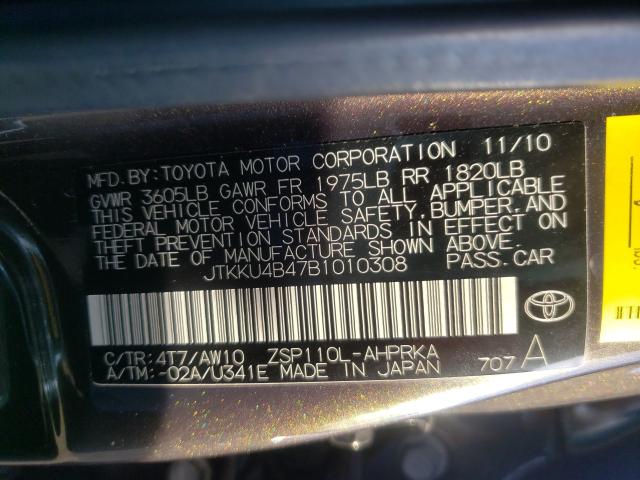 MFD.BY:TOYOTA MOTOR CORPORATION 11/10
GVWR 3605LB GAWR FR 1975LB RR 1820LB
THIS VEHICLE CONFORMS TO ALL APPLICABLE
FEDERAL MOTOR VEHICLE SAFETY,BUMPER,AND
THEFT PREVENTION STANDARDS IN EFFECT ON
THE DATE OF MANUFACTURE SHOWN ABOVE.
JTKKU4B47B1010308 PASS.CAR
C/TR:4T7/AW10 ZSP110L-AHPRKA
A/TM:-02A/U341E MADE IN JAPAN 707 A